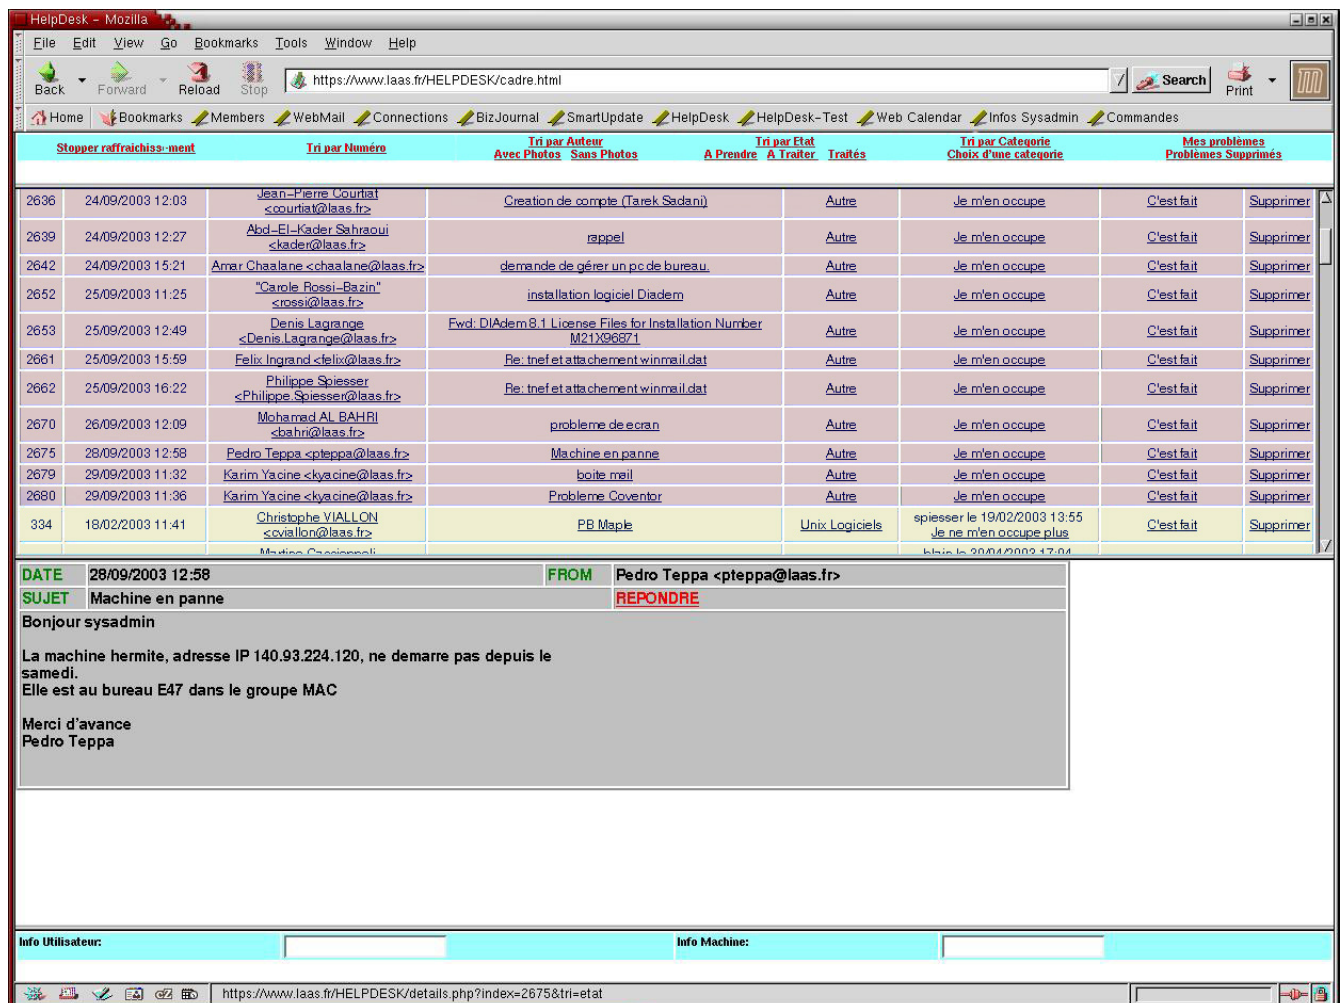 HelpDesk - Mozilla
File Edit View Go Bookmarks Tools Window Help
Back Forward Reload Stop https://www.laas.fr/HELPDESK/cadre.html Search Print
Home Bookmarks Members WebMail Connections BizJournal SmartUpdate HelpDesk HelpDesk-Test Web Calendar Infos Sysadmin Commandes
Stopper raffraichiss-ment Tri par Numéro Tri par Auteur Tri par Etat Tri par Categorie Mes problèmes
Avec Photos Sans Photos A Prendre A Traiter Traités Choix d'une categorie Problèmes Supprimés
2636 24/09/2003 12:03 Jean-Pierre Courtiat <courtiat@laas.fr> Creation de compte (Tarek Sadani) Autre Je m'en occupe C'est fait Supprimer
2639 24/09/2003 12:27 Abd-El-Kader Sahraoui <kader@laas.fr> rappel Autre Je m'en occupe C'est fait Supprimer
2642 24/09/2003 15:21 Amar Chaalane <chaalane@laas.fr> demande de gérer un pc de bureau. Autre Je m'en occupe C'est fait Supprimer
2652 25/09/2003 11:25 "Carole Rossi-Bazin" <rossi@laas.fr> installation logiciel Diadem Autre Je m'en occupe C'est fait Supprimer
2653 25/09/2003 12:49 Denis Lagrange <Denis.Lagrange@laas.fr> Fwd: DIAdem 8.1 License Files for Installation Number M21X96871 Autre Je m'en occupe C'est fait Supprimer
2661 25/09/2003 15:59 Felix Ingrand <felix@laas.fr> Re: tnef et attachement winmail.dat Autre Je m'en occupe C'est fait Supprimer
2662 25/09/2003 16:22 Philippe Spiesser <Philippe.Spiesser@laas.fr> Re: tnef et attachement winmail.dat Autre Je m'en occupe C'est fait Supprimer
2670 26/09/2003 12:09 Mohamad AL BAHRI <bahri@laas.fr> probleme de ecran Autre Je m'en occupe C'est fait Supprimer
2675 28/09/2003 12:58 Pedro Teppa <pteppa@laas.fr> Machine en panne Autre Je m'en occupe C'est fait Supprimer
2679 29/09/2003 11:32 Karim Yacine <kyacine@laas.fr> boite mail Autre Je m'en occupe C'est fait Supprimer
2680 29/09/2003 11:36 Karim Yacine <kyacine@laas.fr> Probleme Coventor Autre Je m'en occupe C'est fait Supprimer
334 18/02/2003 11:41 Christophe VIALLON <cviallon@laas.fr> PB Maple Unix Logiciels spiesser le 19/02/2003 13:55 Je ne m'en occupe plus C'est fait Supprimer
DATE 28/09/2003 12:58 FROM Pedro Teppa <pteppa@laas.fr>
SUJET Machine en panne REPONDRE
Bonjour sysadmin
La machine hermite, adresse IP 140.93.224.120, ne demarre pas depuis le
samedi.
Elle est au bureau E47 dans le groupe MAC
Merci d'avance
Pedro Teppa
Info Utilisateur: Info Machine:
https://www.laas.fr/HELPDESK/details.php?index=2675&tri=etat